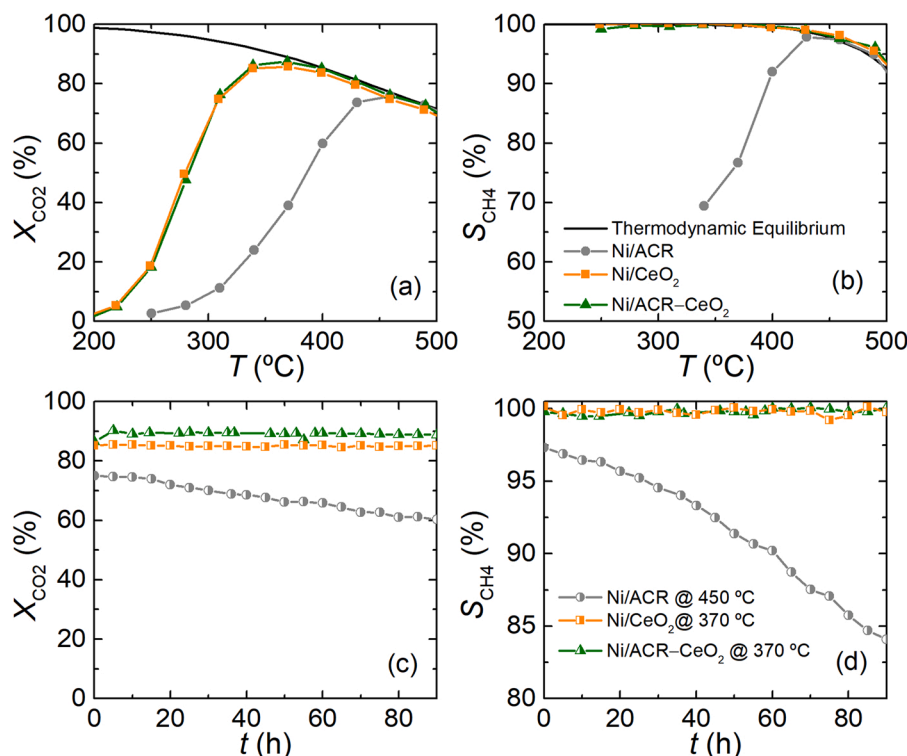 100
80
60
40
20
0
X_CO2 (%)
(a)
200 300 400 500
T (ºC)
100
90
80
70
60
50
S_CH4 (%)
Thermodynamic Equilibrium
Ni/ACR
Ni/CeO₂
Ni/ACR–CeO₂
(b)
200 300 400 500
T (ºC)
100
80
60
40
20
0
X_CO2 (%)
(c)
0 20 40 60 80
t (h)
100
95
90
85
80
S_CH4 (%)
Ni/ACR @ 450 ºC
Ni/CeO₂@ 370 ºC
Ni/ACR–CeO₂ @ 370 ºC
(d)
0 20 40 60 80
t (h)